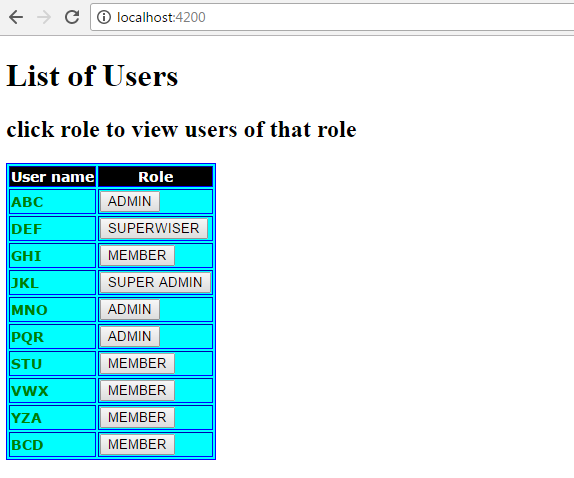 localhost:4200
List of Users
click role to view users of that role
User name Role
ABC ADMIN
DEF SUPERWISER
GHI MEMBER
JKL SUPER ADMIN
MNO ADMIN
PQR ADMIN
STU MEMBER
VWX MEMBER
YZA MEMBER
BCD MEMBER